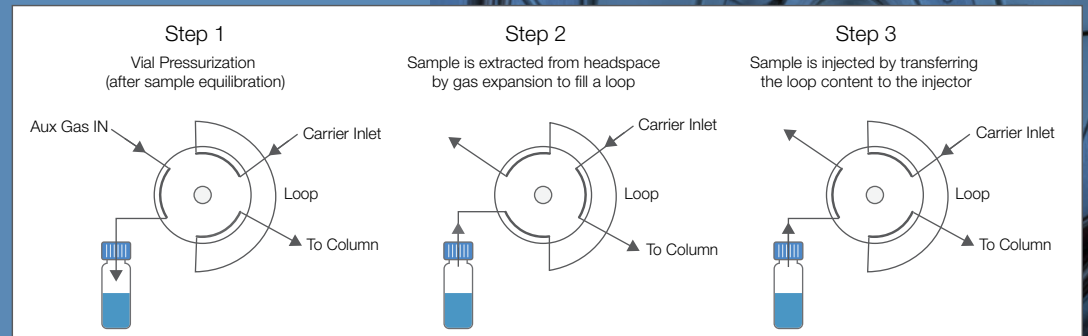 Step 1
Vial Pressurization
(after sample equilibration)
Aux Gas IN
Carrier Inlet
Loop
To Column
Step 2
Sample is extracted from headspace
by gas expansion to fill a loop
Carrier Inlet
Loop
To Column
Step 3
Sample is injected by transferring
the loop content to the injector
Carrier Inlet
Loop
To Column